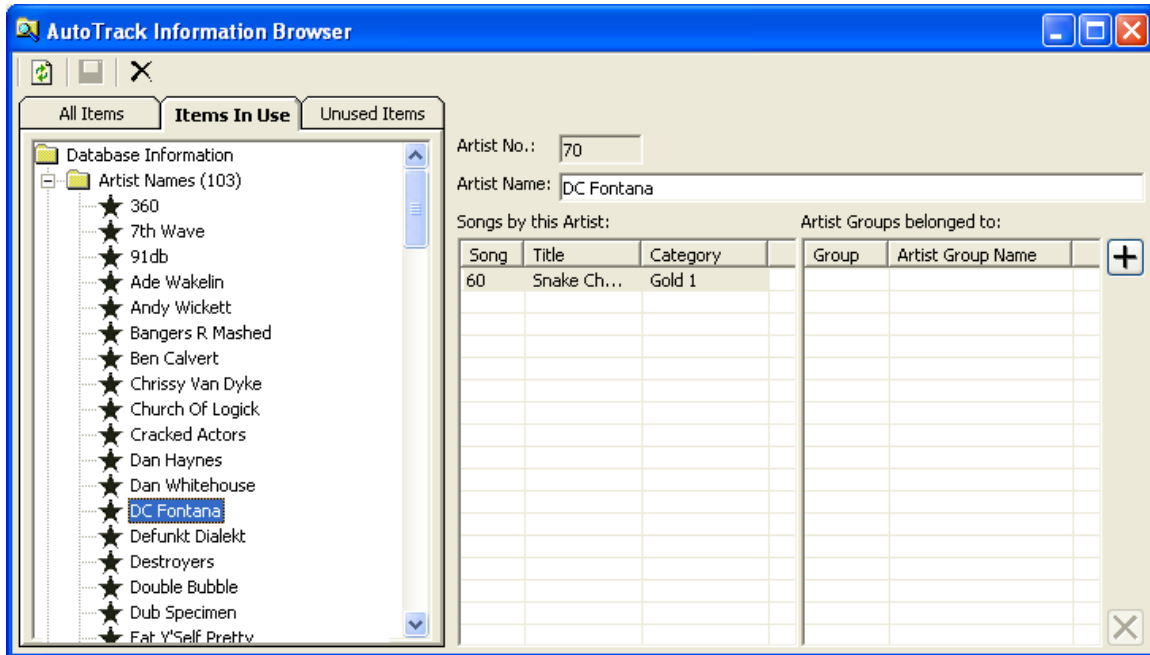 AutoTrack Information Browser
All Items
Items In Use
Unused Items
Database Information
Artist Names (103)
360
7th Wave
91db
Ade Wakelin
Andy Wickett
Bangers R Mashed
Ben Calvert
Chrissy Van Dyke
Church Of Logick
Cracked Actors
Dan Haynes
Dan Whitehouse
DC Fontana
Defunkt Dialekt
Destroyers
Double Bubble
Dub Specimen
Eat Y'Self Pretty
Artist No.: 70
Artist Name: DC Fontana
Songs by this Artist:
Song Title Category
60 Snake Ch... Gold 1
Artist Groups belonged to:
Group Artist Group Name